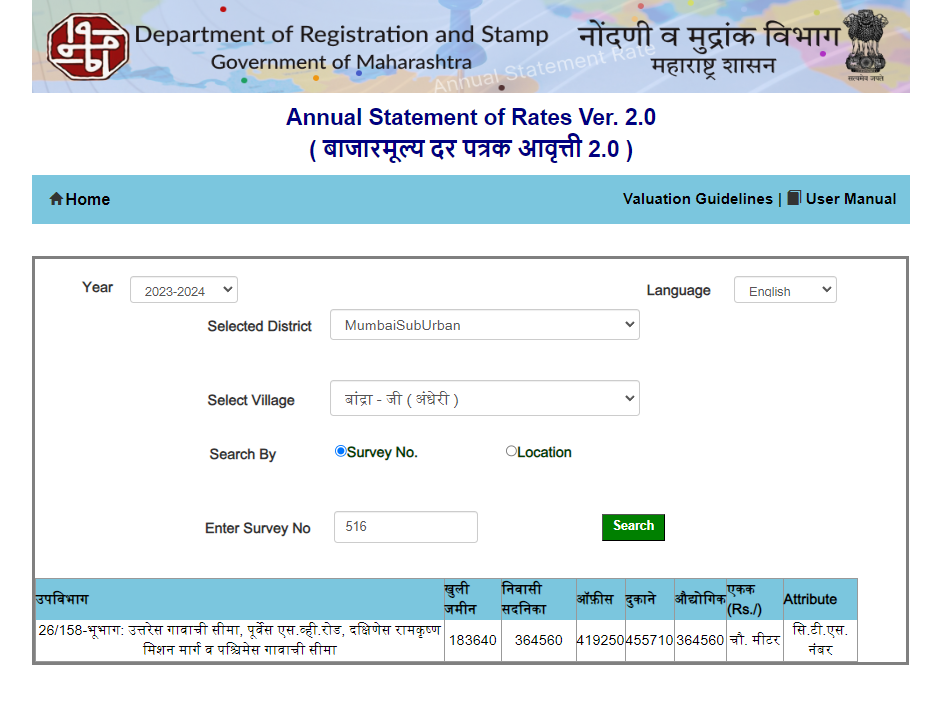 Department of Registration and Stamp
Government of Maharashtra
नोंदणी व मुद्रांक विभाग
महाराष्ट्र शासन
Annual Statement Rate
सत्यमेव जयते
Annual Statement of Rates Ver. 2.0
( बाजारमूल्य दर पत्रक आवृत्ती 2.0 )
Home
Valuation Guidelines | User Manual
Year 2023-2024 Language English
Selected District MumbaiSubUrban
Select Village बांद्रा - जी ( अंधेरी )
Search By Survey No. Location
Enter Survey No 516 Search
उपविभाग खुली जमीन निवासी सदनिका ऑफ़ीस दुकाने औद्योगिक एकक (Rs./) Attribute
26/158-भूभाग: उत्तरेस गावाची सीमा, पूर्वेस एस.व्ही.रोड, दक्षिणेस रामकृष्ण
मिशन मार्ग व पश्चिमेस गावाची सीमा
183640 364560 419250 455710 364560 चौ. मीटर सि.टी.एस. नंबर